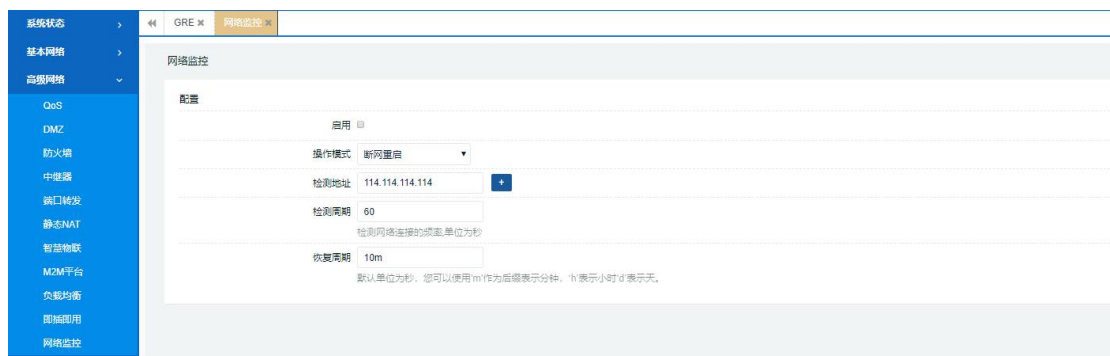 系统状态
基本网络
高级网络
QoS
DMZ
防火墙
中继器
端口转发
静态NAT
智慧物联
M2M平台
负载均衡
即插即用
网络监控
GRE
网络监控
网络监控
配置
启用
操作模式 断网重启
检测地址 114.114.114.114 +
检测周期 60
检测网络连接的频率,单位为秒
恢复周期 10m
默认单位为秒，您可以使用'm'作为后缀表示分钟，'h'表示小时'd'表示天。